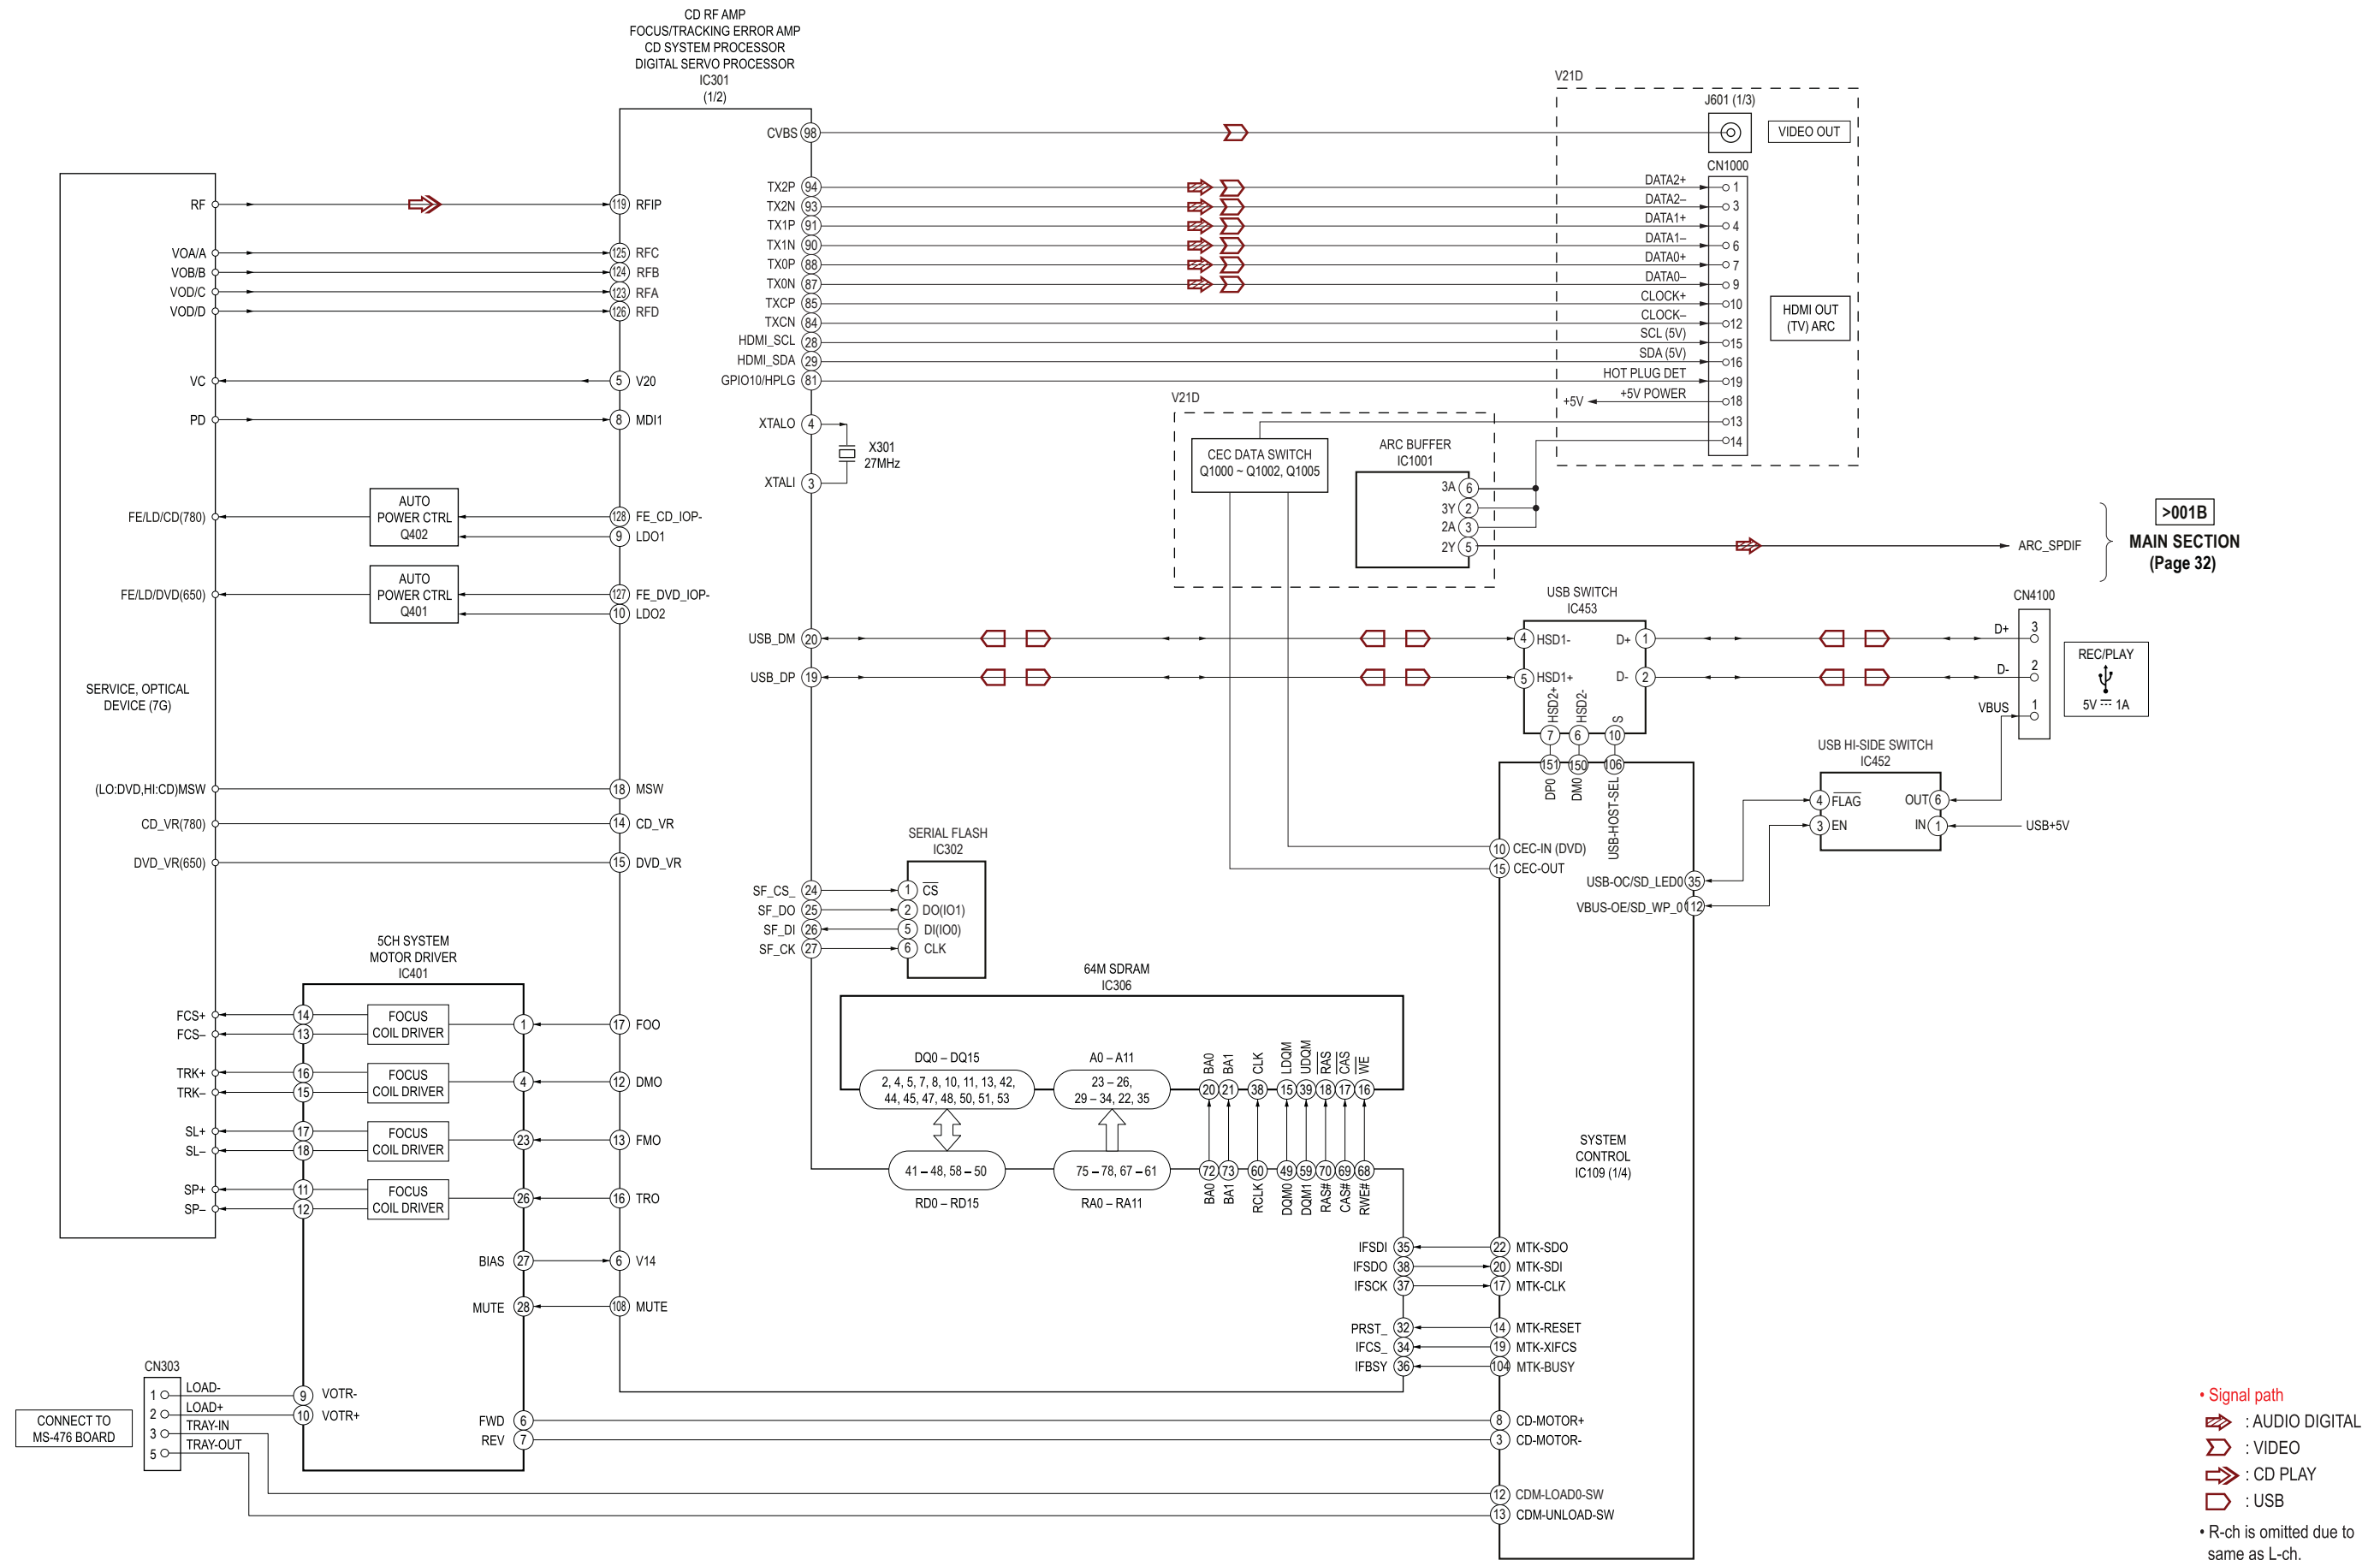 CD RF AMP
FOCUS/TRACKING ERROR AMP
CD SYSTEM PROCESSOR
DIGITAL SERVO PROCESSOR
IC301
(1/2)
SERVICE, OPTICAL
DEVICE (7G)
RF
VOA/A
VOB/B
VOD/C
VOD/D
VC
PD
FE/LD/CD(780)
FE/LD/DVD(650)
(LO:DVD,HI:CD)MSW
CD_VR(780)
DVD_VR(650)
FCS+
FCS–
TRK+
TRK–
SL+
SL–
SP+
SP–
AUTO
POWER CTRL
Q402
AUTO
POWER CTRL
Q401
119 RFIP
125 RFC
124 RFB
123 RFA
126 RFD
5 V20
8 MDI1
128 FE_CD_IOP-
9 LDO1
127 FE_DVD_IOP-
10 LDO2
18 MSW
14 CD_VR
15 DVD_VR
17 FOO
12 DMO
13 FMO
16 TRO
6 V14
108 MUTE
5CH SYSTEM
MOTOR DRIVER
IC401
14
13
FOCUS
COIL DRIVER
1
16
15
FOCUS
COIL DRIVER
4
17
18
FOCUS
COIL DRIVER
23
11
12
FOCUS
COIL DRIVER
26
BIAS 27
MUTE 28
9 VOTR-
10 VOTR+
FWD 6
REV 7
CN303
1 LOAD-
2 LOAD+
3 TRAY-IN
5 TRAY-OUT
CONNECT TO
MS-476 BOARD
CVBS 98
TX2P 94
TX2N 93
TX1P 91
TX1N 90
TX0P 88
TX0N 87
TXCP 85
TXCN 84
HDMI_SCL 28
HDMI_SDA 29
GPIO10/HPLG 81
XTALO 4
XTALI 3
X301
27MHz
USB_DM 20
USB_DP 19
SF_CS_ 24
SF_DO 25
SF_DI 26
SF_CK 27
SERIAL FLASH
IC302
1 CS
2 DO(IO1)
5 DI(IO0)
6 CLK
64M SDRAM
IC306
DQ0 – DQ15
2, 4, 5, 7, 8, 10, 11, 13, 42,
44, 45, 47, 48, 50, 51, 53
A0 – A11
23 – 26,
29 – 34, 22, 35
BA0 BA1 CLK LDQM UDQM RAS CAS WE
20 21 38 15 39 18 17 16
41 – 48, 58 – 50
RD0 – RD15
75 – 78, 67 – 61
RA0 – RA11
72 73 60 49 59 70 69 68
BA0 BA1 RCLK DQM0 DQM1 RAS# CAS# RWE#
IFSDI 35
IFSDO 38
IFSCK 37
PRST_ 32
IFCS_ 34
IFBSY 36
V21D
J601 (1/3)
VIDEO OUT
CN1000
DATA2+ 1
DATA2– 3
DATA1+ 4
DATA1– 6
DATA0+ 7
DATA0– 9
CLOCK+ 10
CLOCK– 12
SCL (5V) 15
SDA (5V) 16
HOT PLUG DET 19
+5V +5V POWER 18
13
14
HDMI OUT
(TV) ARC
V21D
CEC DATA SWITCH
Q1000 ~ Q1002, Q1005
ARC BUFFER
IC1001
3A 6
3Y 2
2A 3
2Y 5
ARC_SPDIF
>001B
MAIN SECTION
(Page 32)
USB SWITCH
IC453
4 HSD1-
5 HSD1+
D+ 1
D- 2
HSD2+ HSD2- S
7 6 10
151 150 106
DP0 DM0 USB-HOST-SEL
CN4100
D+ 3
D- 2
VBUS 1
REC/PLAY
5V 1A
USB HI-SIDE SWITCH
IC452
4 FLAG
3 EN
OUT 6
IN 1
USB+5V
10 CEC-IN (DVD)
15 CEC-OUT
USB-OC/SD_LED0 35
VBUS-OE/SD_WP_0 112
SYSTEM
CONTROL
IC109 (1/4)
22 MTK-SDO
20 MTK-SDI
17 MTK-CLK
14 MTK-RESET
19 MTK-XIFCS
104 MTK-BUSY
8 CD-MOTOR+
3 CD-MOTOR-
12 CDM-LOAD0-SW
13 CDM-UNLOAD-SW
• Signal path
: AUDIO DIGITAL
: VIDEO
: CD PLAY
: USB
• R-ch is omitted due to
same as L-ch.